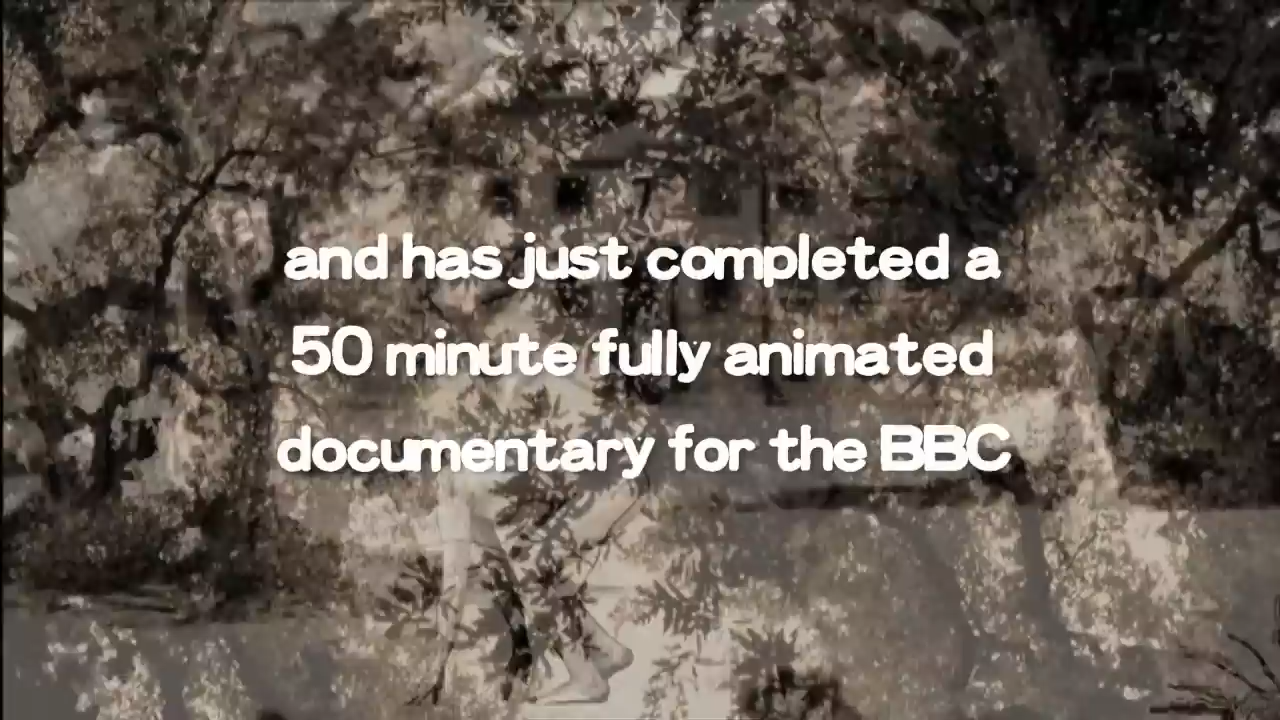 and has just completed a
50 minute fully animated
documentary for the BBC